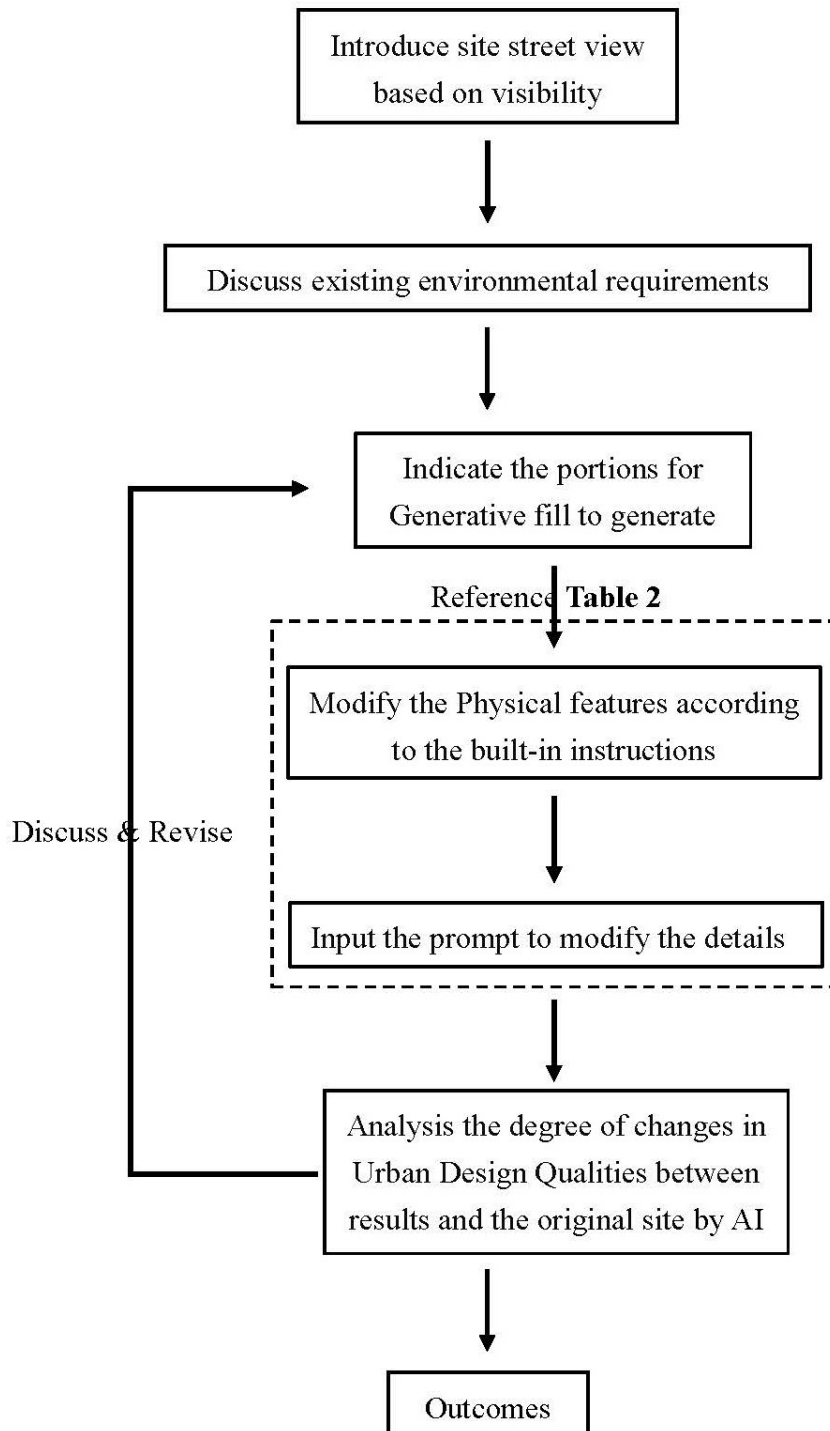 Introduce site street view
based on visibility
Discuss existing environmental requirements
Indicate the portions for
Generative fill to generate
Reference Table 2
Modify the Physical features according
to the built-in instructions
Discuss & Revise
Input the prompt to modify the details
Analysis the degree of changes in
Urban Design Qualities between
results and the original site by AI
Outcomes